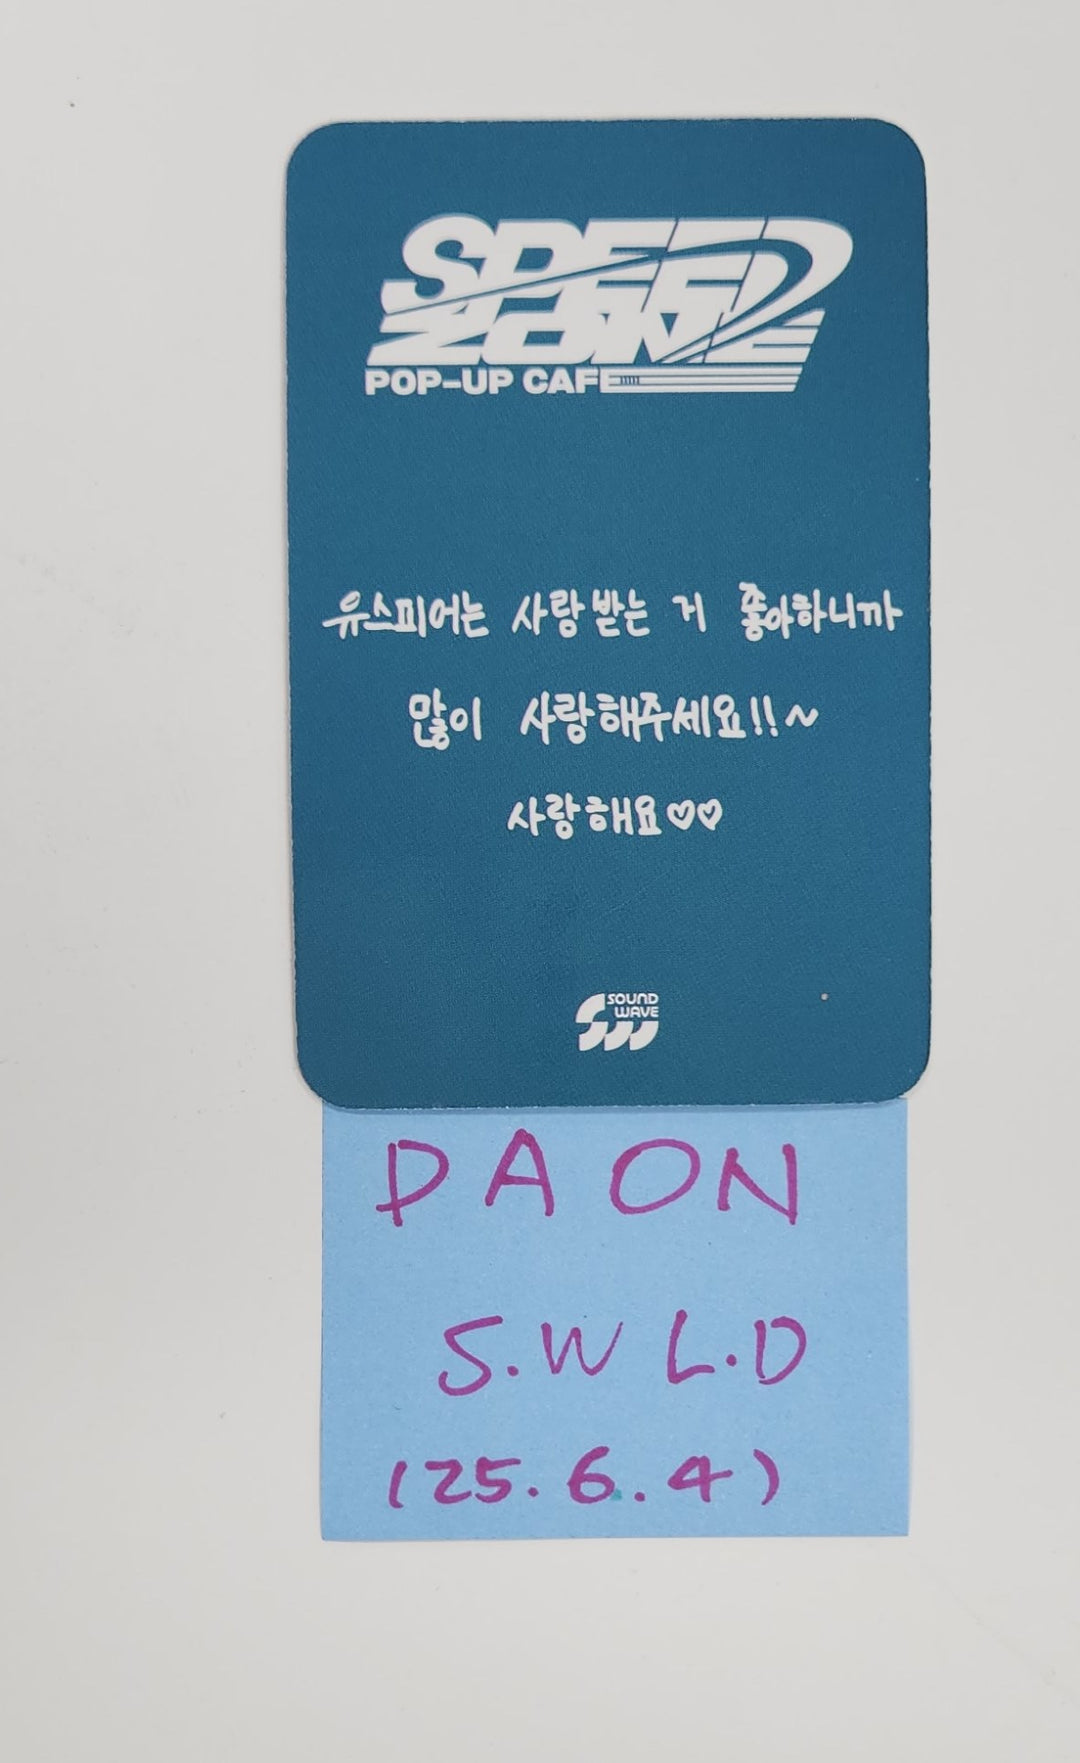 SPEED
ZONE
POP-UP CAFE
유스피어는 사랑받는 거 좋아하니까
많이 사랑해주세요!!~
사랑해요♡♡
SOUND
WAVE
DAON
S.W L.D
(25.6.4)